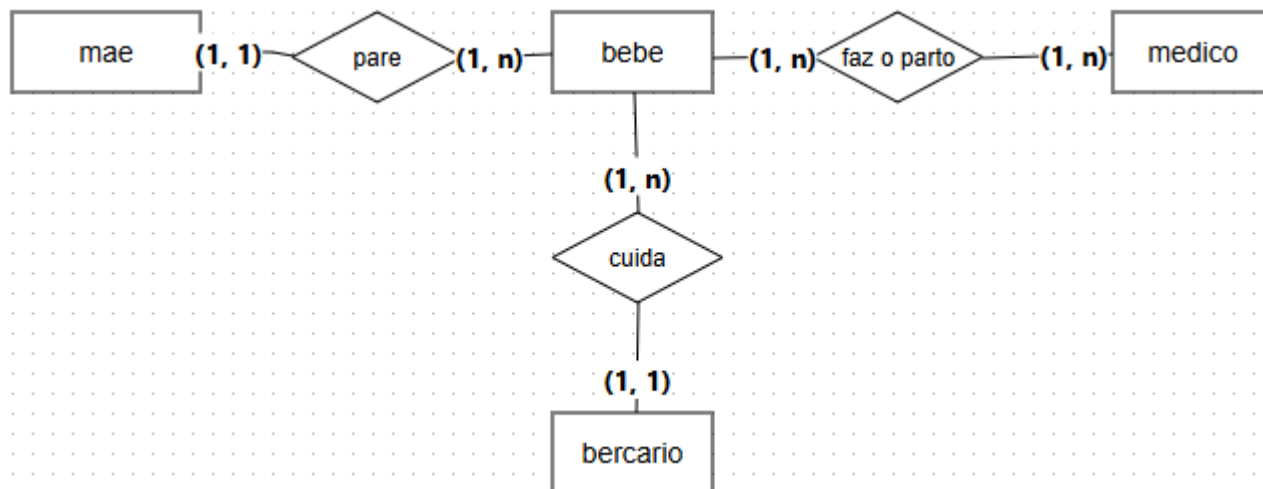 mae (1, 1) pare (1, n) bebe (1, n) faz o parto (1, n) medico
(1, n)
cuida
(1, 1)
bercario